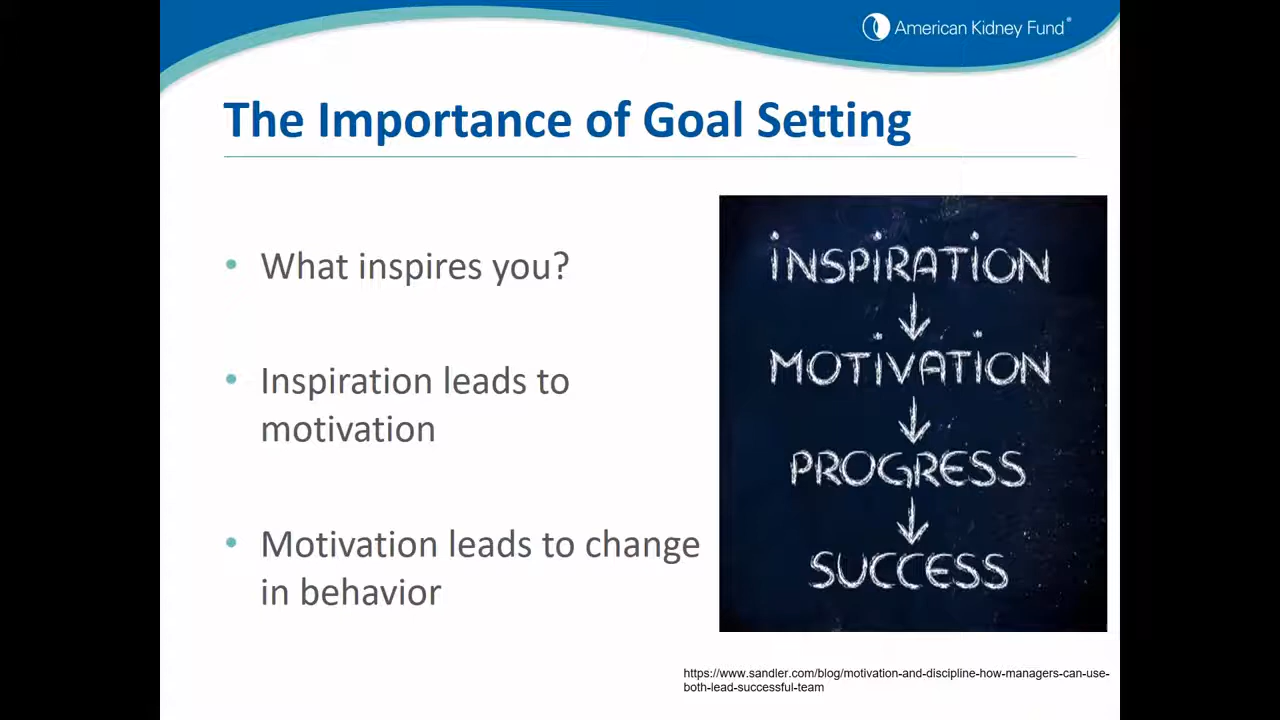 American Kidney Fund®
The Importance of Goal Setting
What inspires you?
Inspiration leads to
motivation
Motivation leads to change
in behavior
INSPIRATION
MOTIVATION
PROGRESS
SUCCESS
https://www.sandler.com/blog/motivation-and-discipline-how-managers-can-use-
both-lead-successful-team